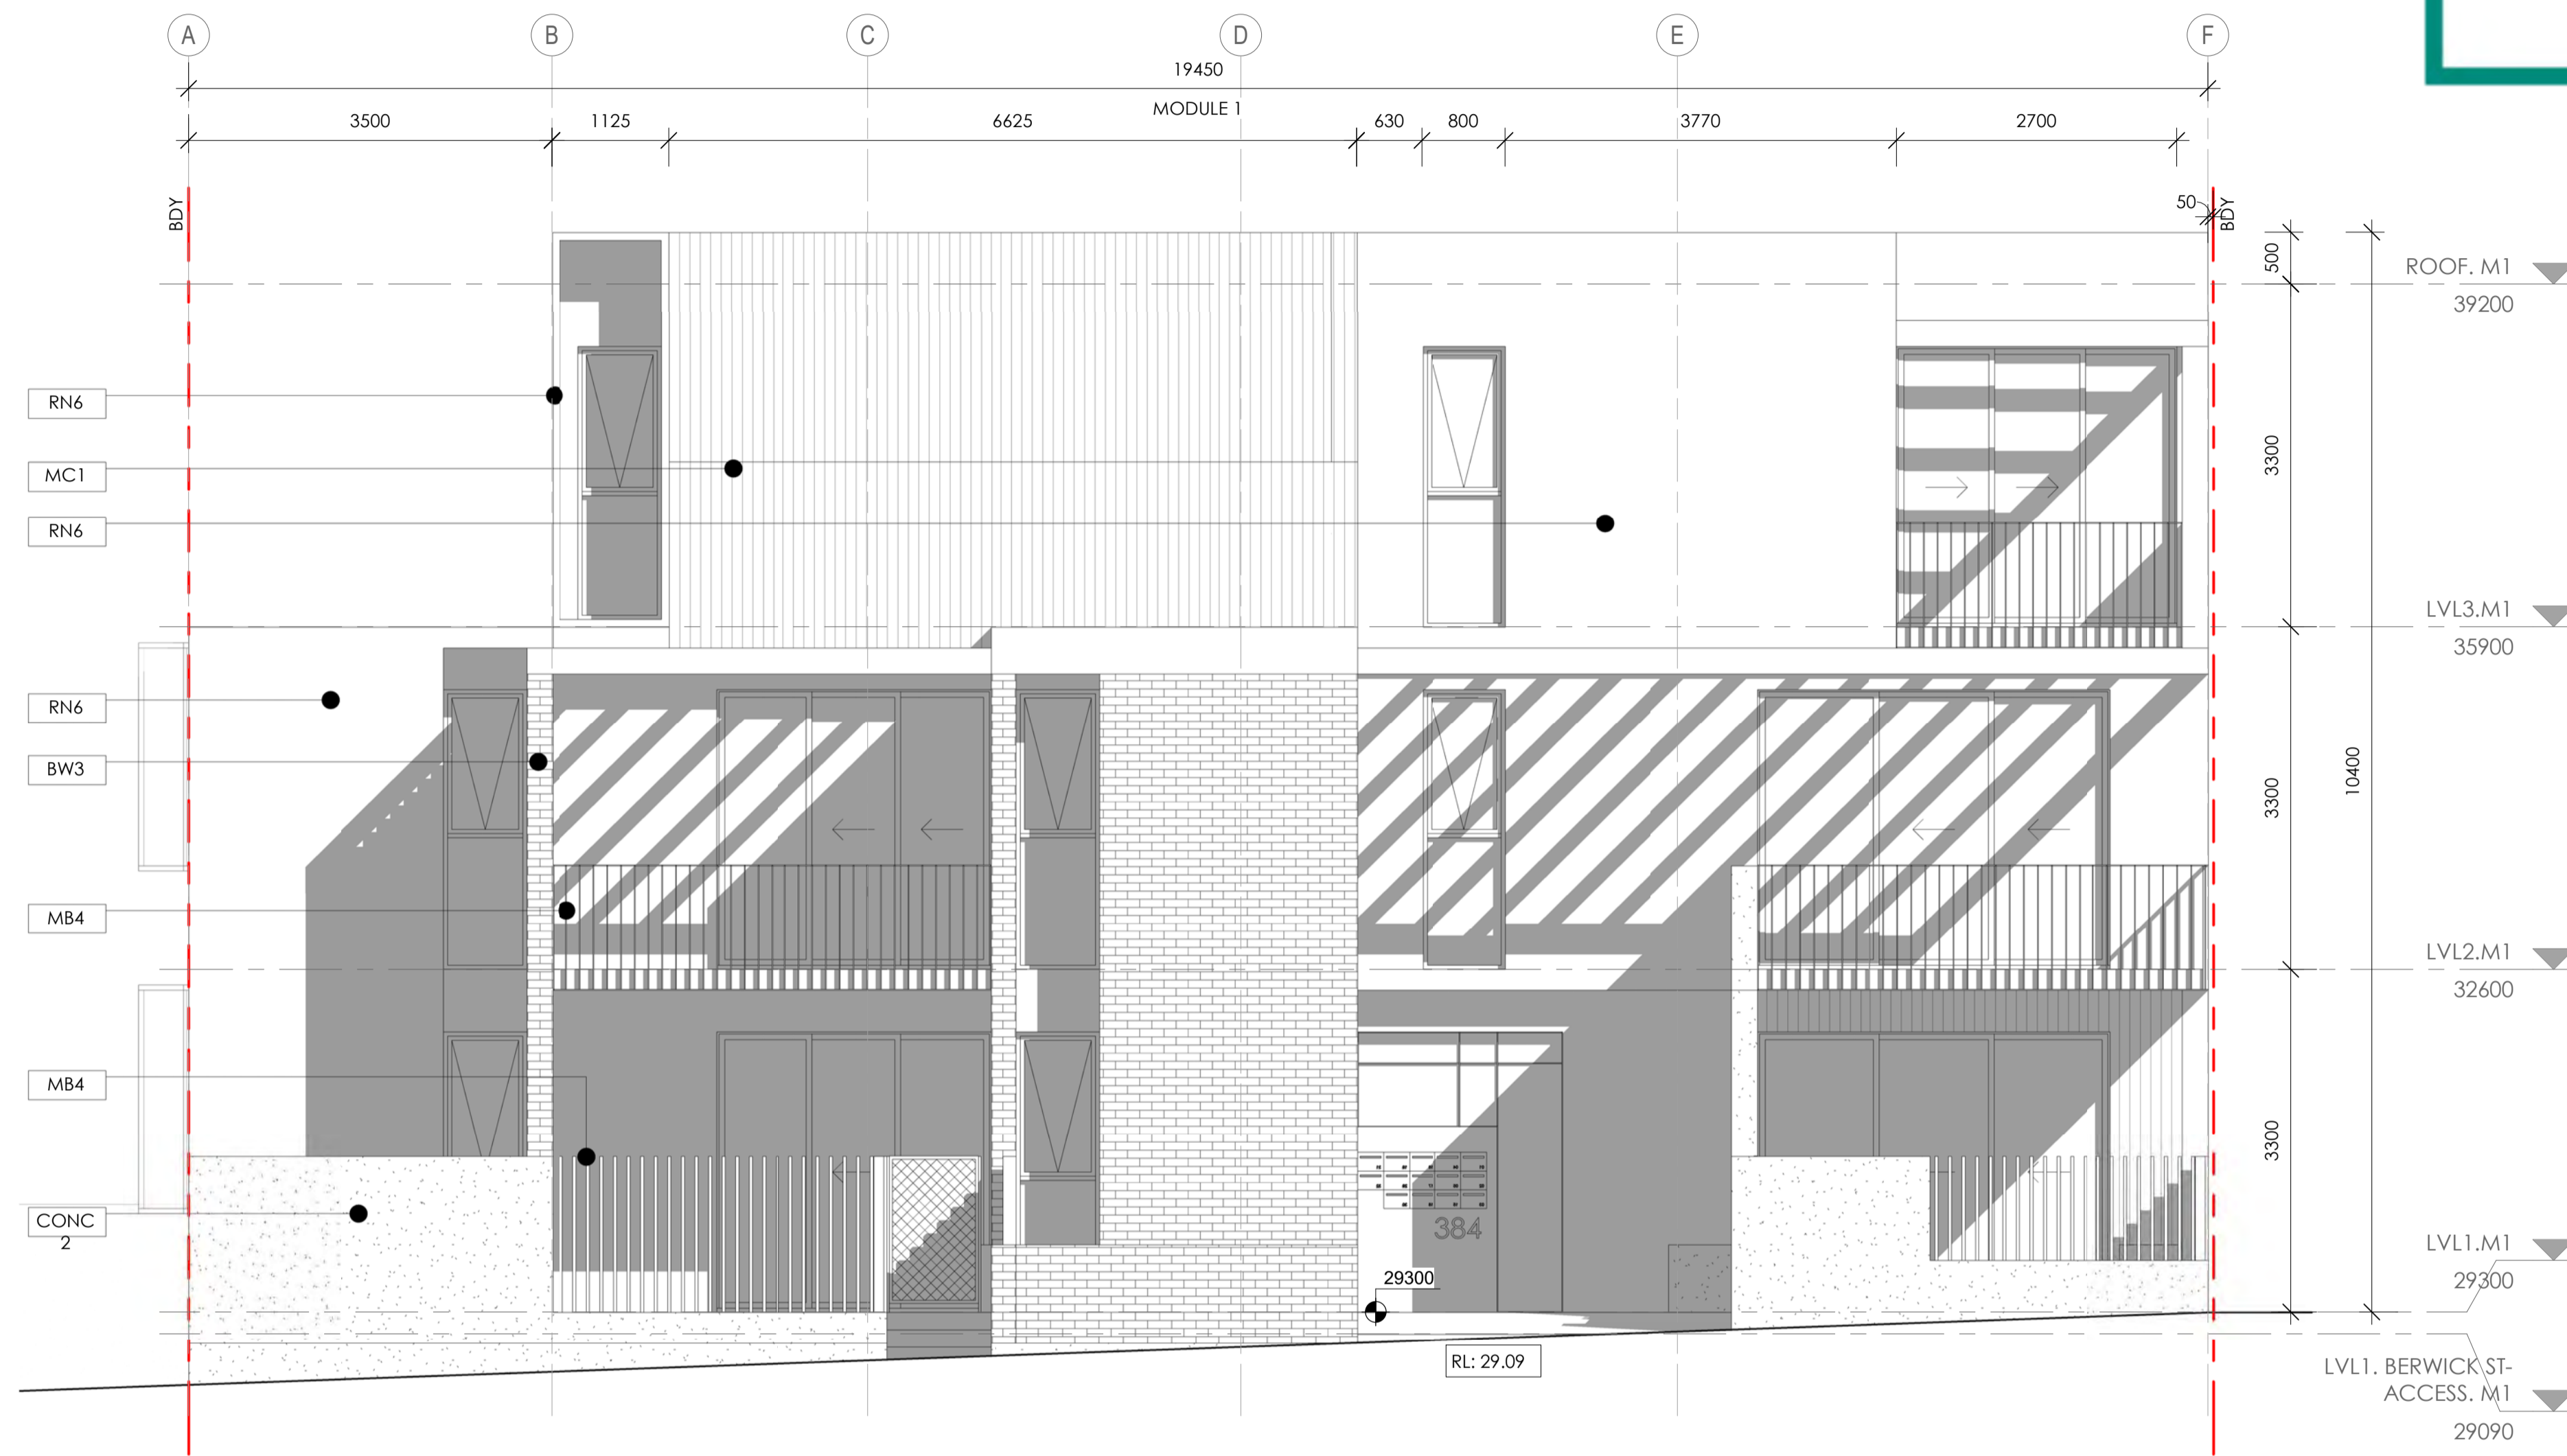 A B C D E F
19450
MODULE 1
3500 1125 6625 630 800 3770 2700
BDY
50
BDY
500
ROOF. M1
39200
RN6
3300
MC1
RN6
LVL3.M1
35900
RN6
BW3
3300
10400
MB4
LVL2.M1
32600
MB4
3300
CONC
2
384
LVL1.M1
29300
29300
RL: 29.09
LVL1. BERWICK ST-
ACCESS. M1
29090